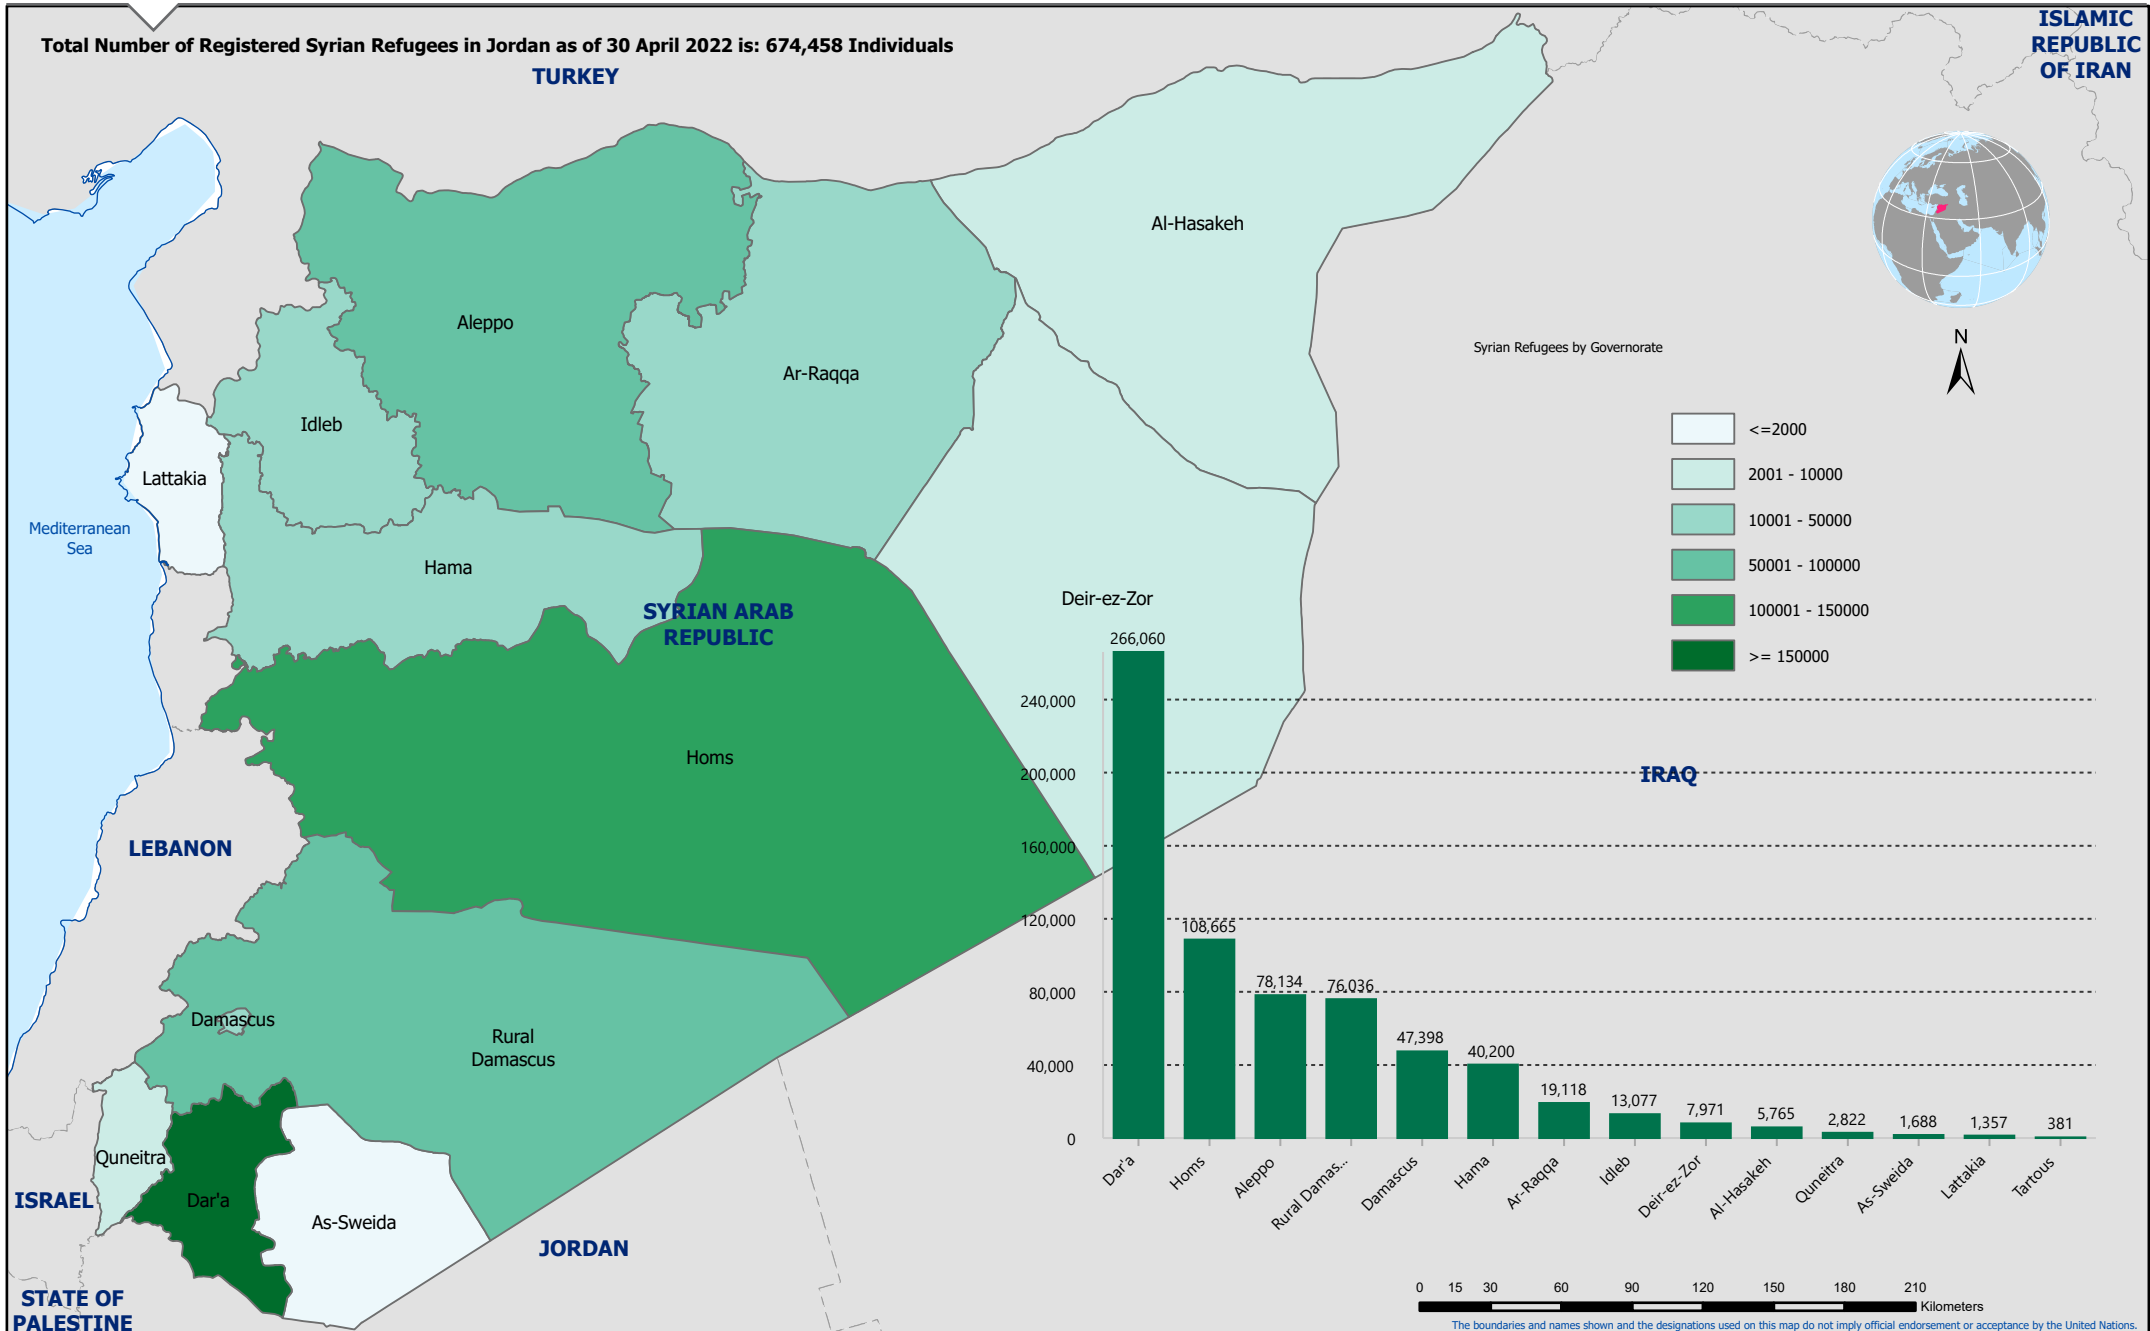 Total Number of Registered Syrian Refugees in Jordan as of 30 April 2022 is: 674,458 Individuals
ISLAMIC
REPUBLIC
OF IRAN
TURKEY
Al-Hasakeh
Aleppo
Ar-Raqqa
Idleb
Lattakia
Mediterranean
Sea
Hama
SYRIAN ARAB
REPUBLIC
Deir-ez-Zor
Homs
IRAQ
LEBANON
Damascus
Rural
Damascus
Quneitra
Dar'a
As-Sweida
ISRAEL
JORDAN
STATE OF
PALESTINE
N
Syrian Refugees by Governorate
<=2000
2001 - 10000
10001 - 50000
50001 - 100000
100001 - 150000
>= 150000
266,060
108,665
78,134
76,036
47,398
40,200
19,118
13,077
7,971
5,765
2,822
1,688
1,357
381
240,000
200,000
160,000
120,000
80,000
40,000
0
Dar'a
Homs
Aleppo
Rural Damas...
Damascus
Hama
Ar-Raqqa
Idleb
Deir-ez-Zor
Al-Hasakeh
Quneitra
As-Sweida
Lattakia
Tartous
0 15 30 60 90 120 150 180 210
Kilometers
The boundaries and names shown and the designations used on this map do not imply official endorsement or acceptance by the United Nations.